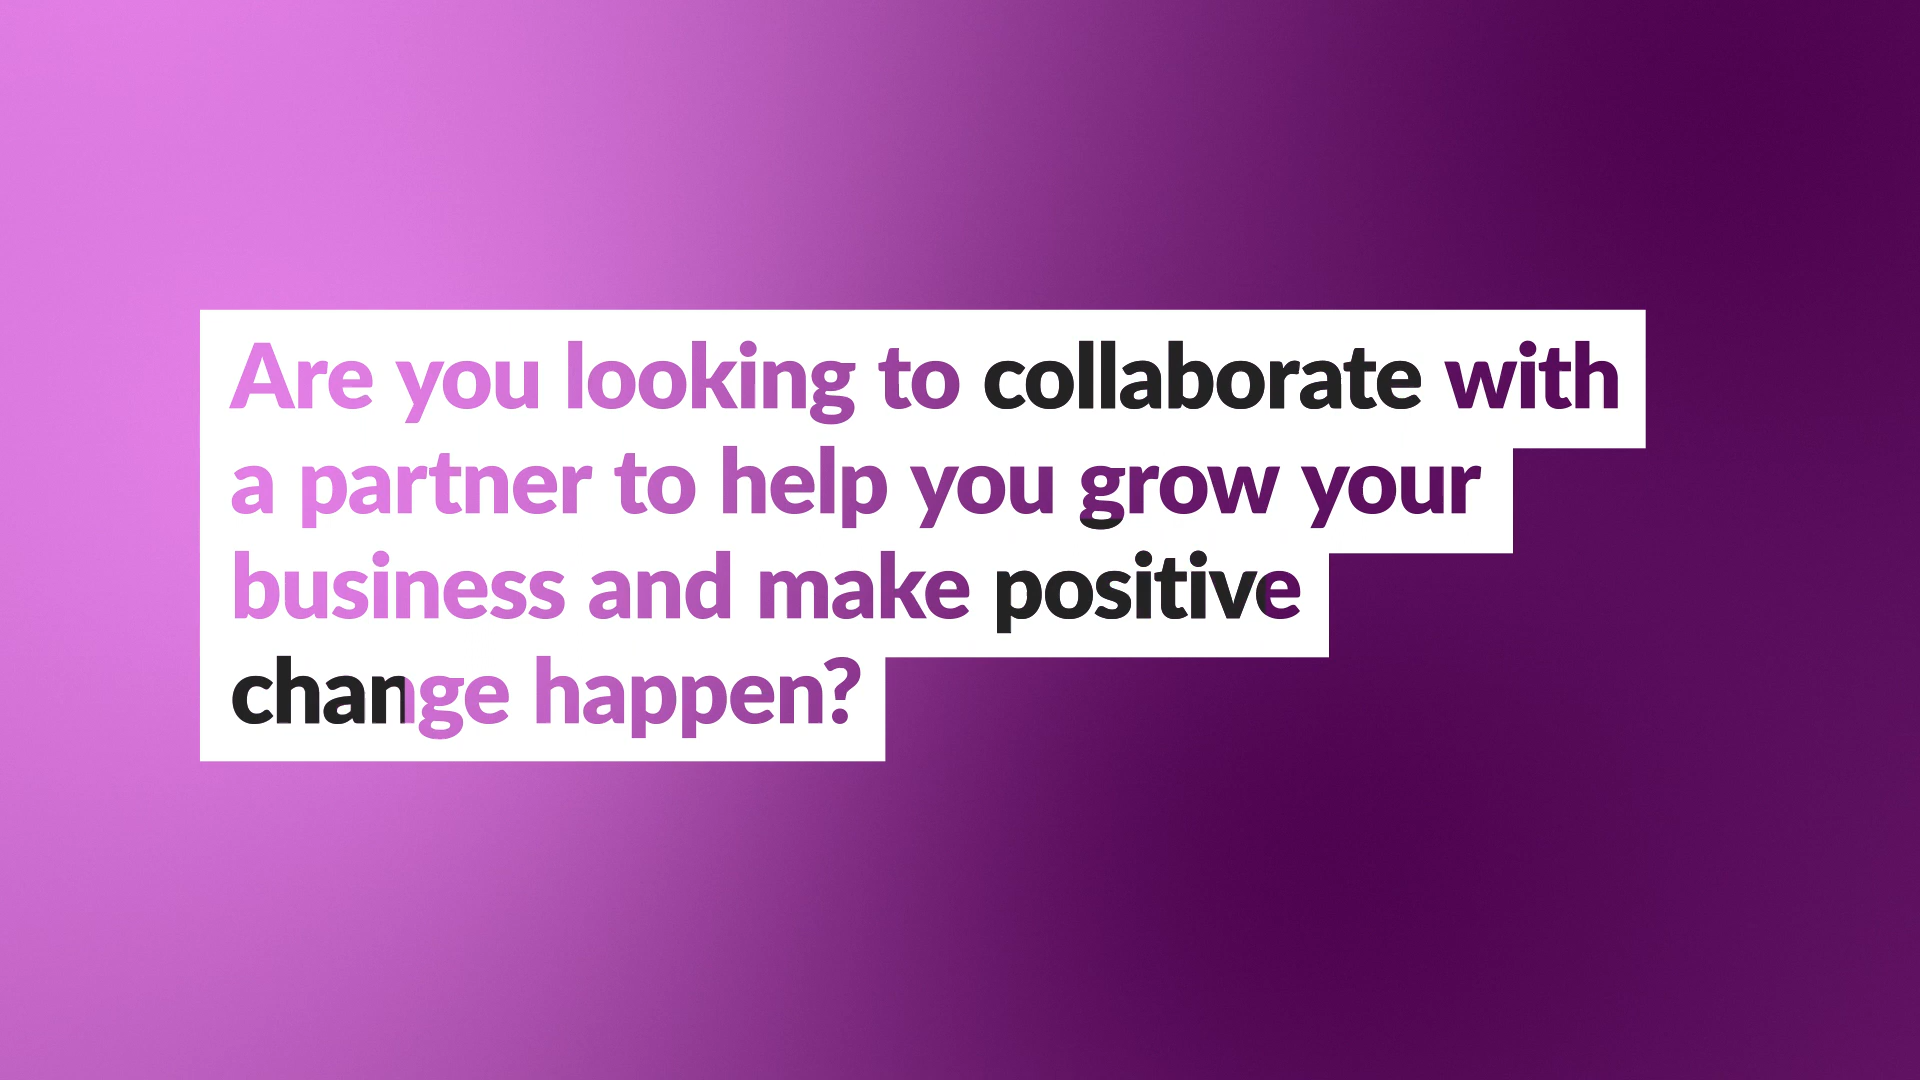 Are you looking to collaborate with
a partner to help you grow your
business and make positive
change happen?